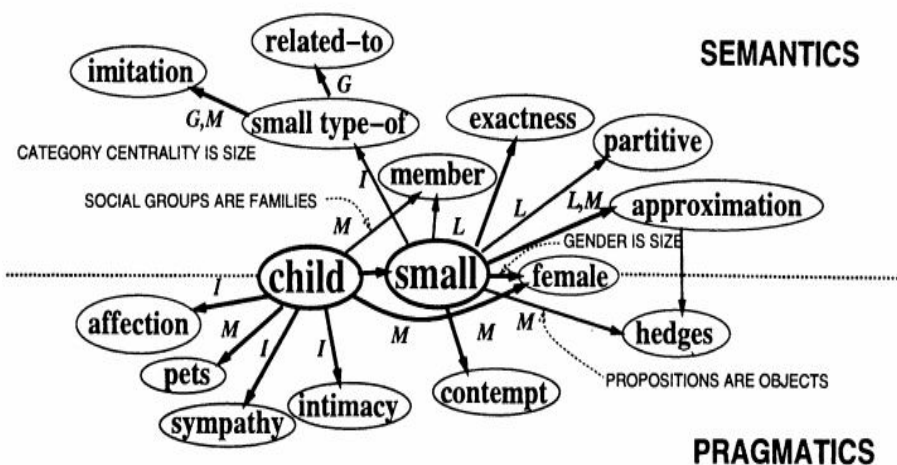 related-to
SEMANTICS
imitation
G
G,M
small type-of
exactness
partitive
CATEGORY CENTRALITY IS SIZE
I
member
L
L,M
approximation
SOCIAL GROUPS ARE FAMILIES
M
L
GENDER IS SIZE
child
small
female
I
affection
M
I
I
M
M
M
hedges
pets
PROPOSITIONS ARE OBJECTS
contempt
intimacy
sympathy
PRAGMATICS